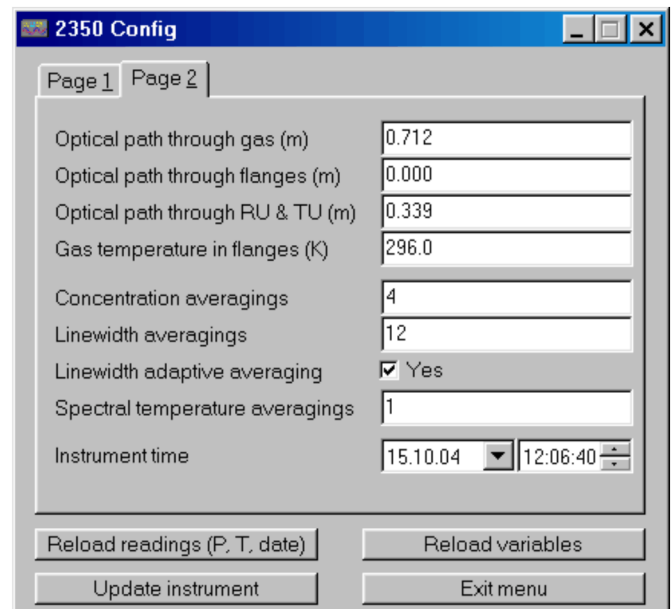 2350 Config
Page 1 Page 2
Optical path through gas (m) 0.712
Optical path through flanges (m) 0.000
Optical path through RU & TU (m) 0.339
Gas temperature in flanges (K) 296.0
Concentration averagings 4
Linewidth averagings 12
Linewidth adaptive averaging Yes
Spectral temperature averagings 1
Instrument time 15.10.04 12:06:40
Reload readings (P, T, date) Reload variables
Update instrument Exit menu